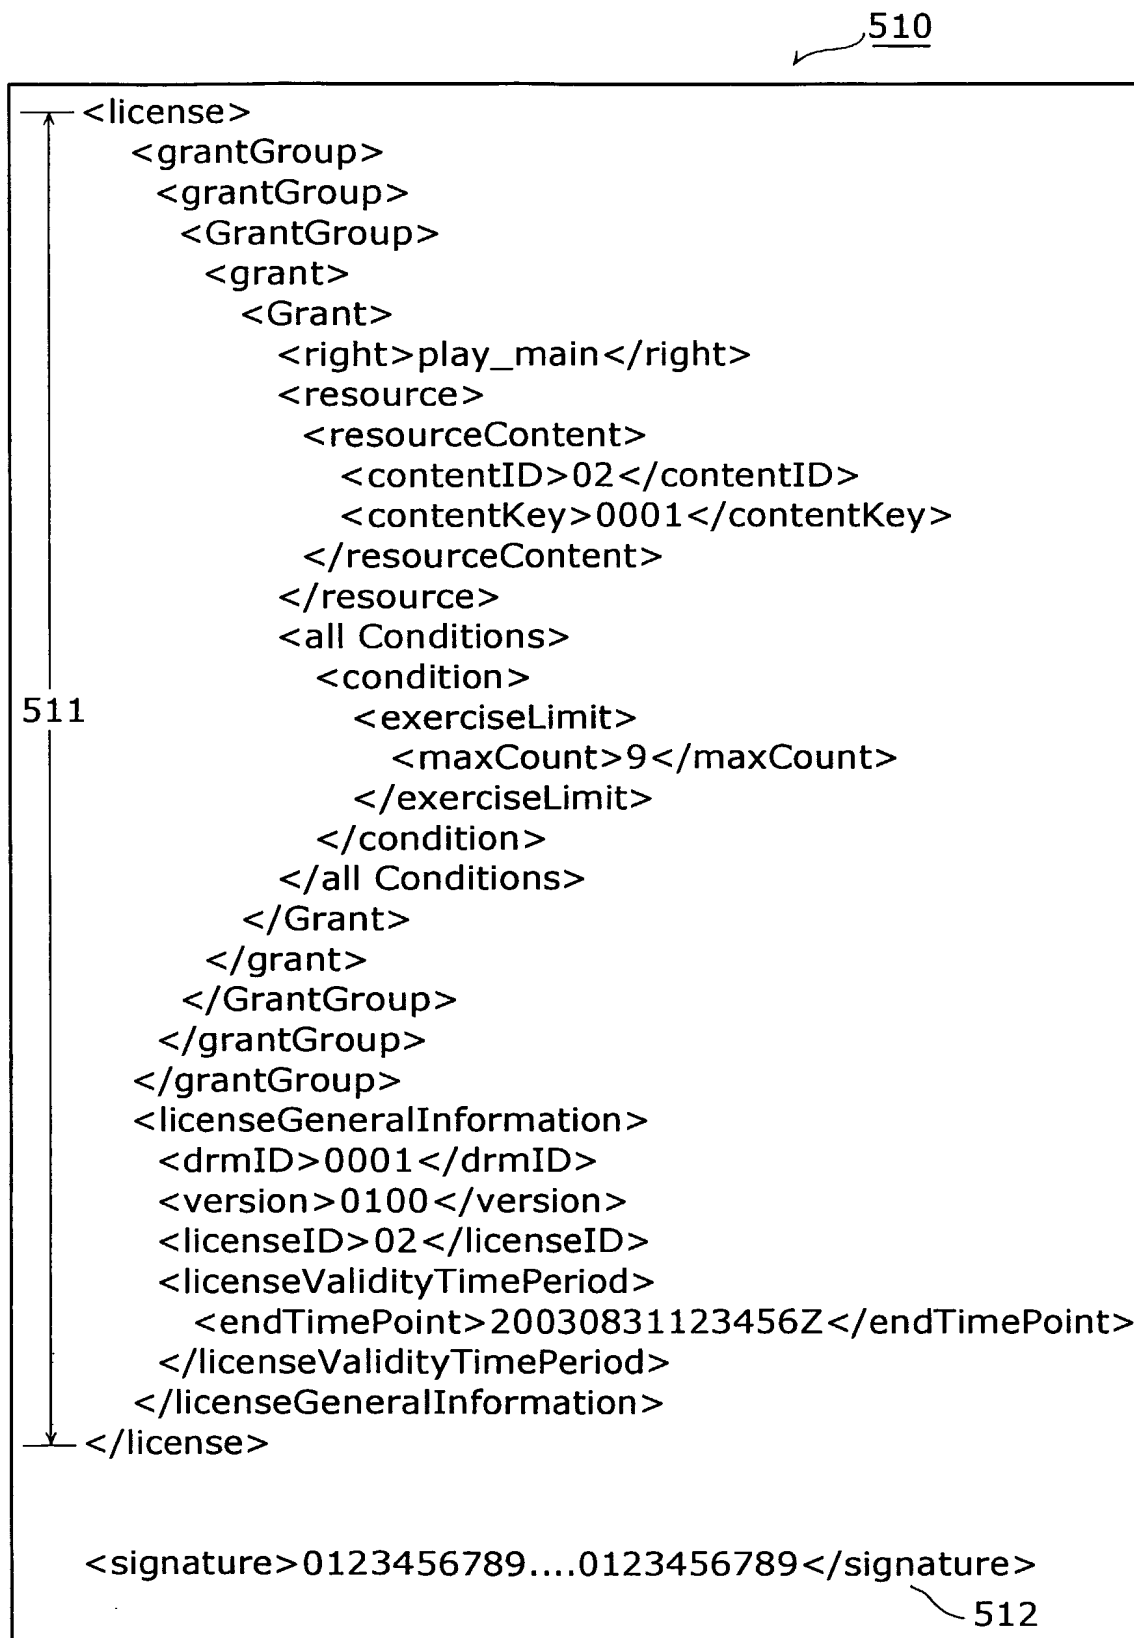 510
<license>
<grantGroup>
<grantGroup>
<GrantGroup>
<grant>
<Grant>
<right>play_main</right>
<resource>
<resourceContent>
<contentID>02</contentID>
<contentKey>0001</contentKey>
</resourceContent>
</resource>
<all Conditions>
<condition>
511
<exerciseLimit>
<maxCount>9</maxCount>
</exerciseLimit>
</condition>
</all Conditions>
</Grant>
</grant>
</GrantGroup>
</grantGroup>
</grantGroup>
<licenseGeneralInformation>
<drmID>0001</drmID>
<version>0100</version>
<licenseID>02</licenseID>
<licenseValidityTimePeriod>
<endTimePoint>20030831123456Z</endTimePoint>
</licenseValidityTimePeriod>
</licenseGeneralInformation>
</license>
<signature>0123456789....0123456789</signature>
512